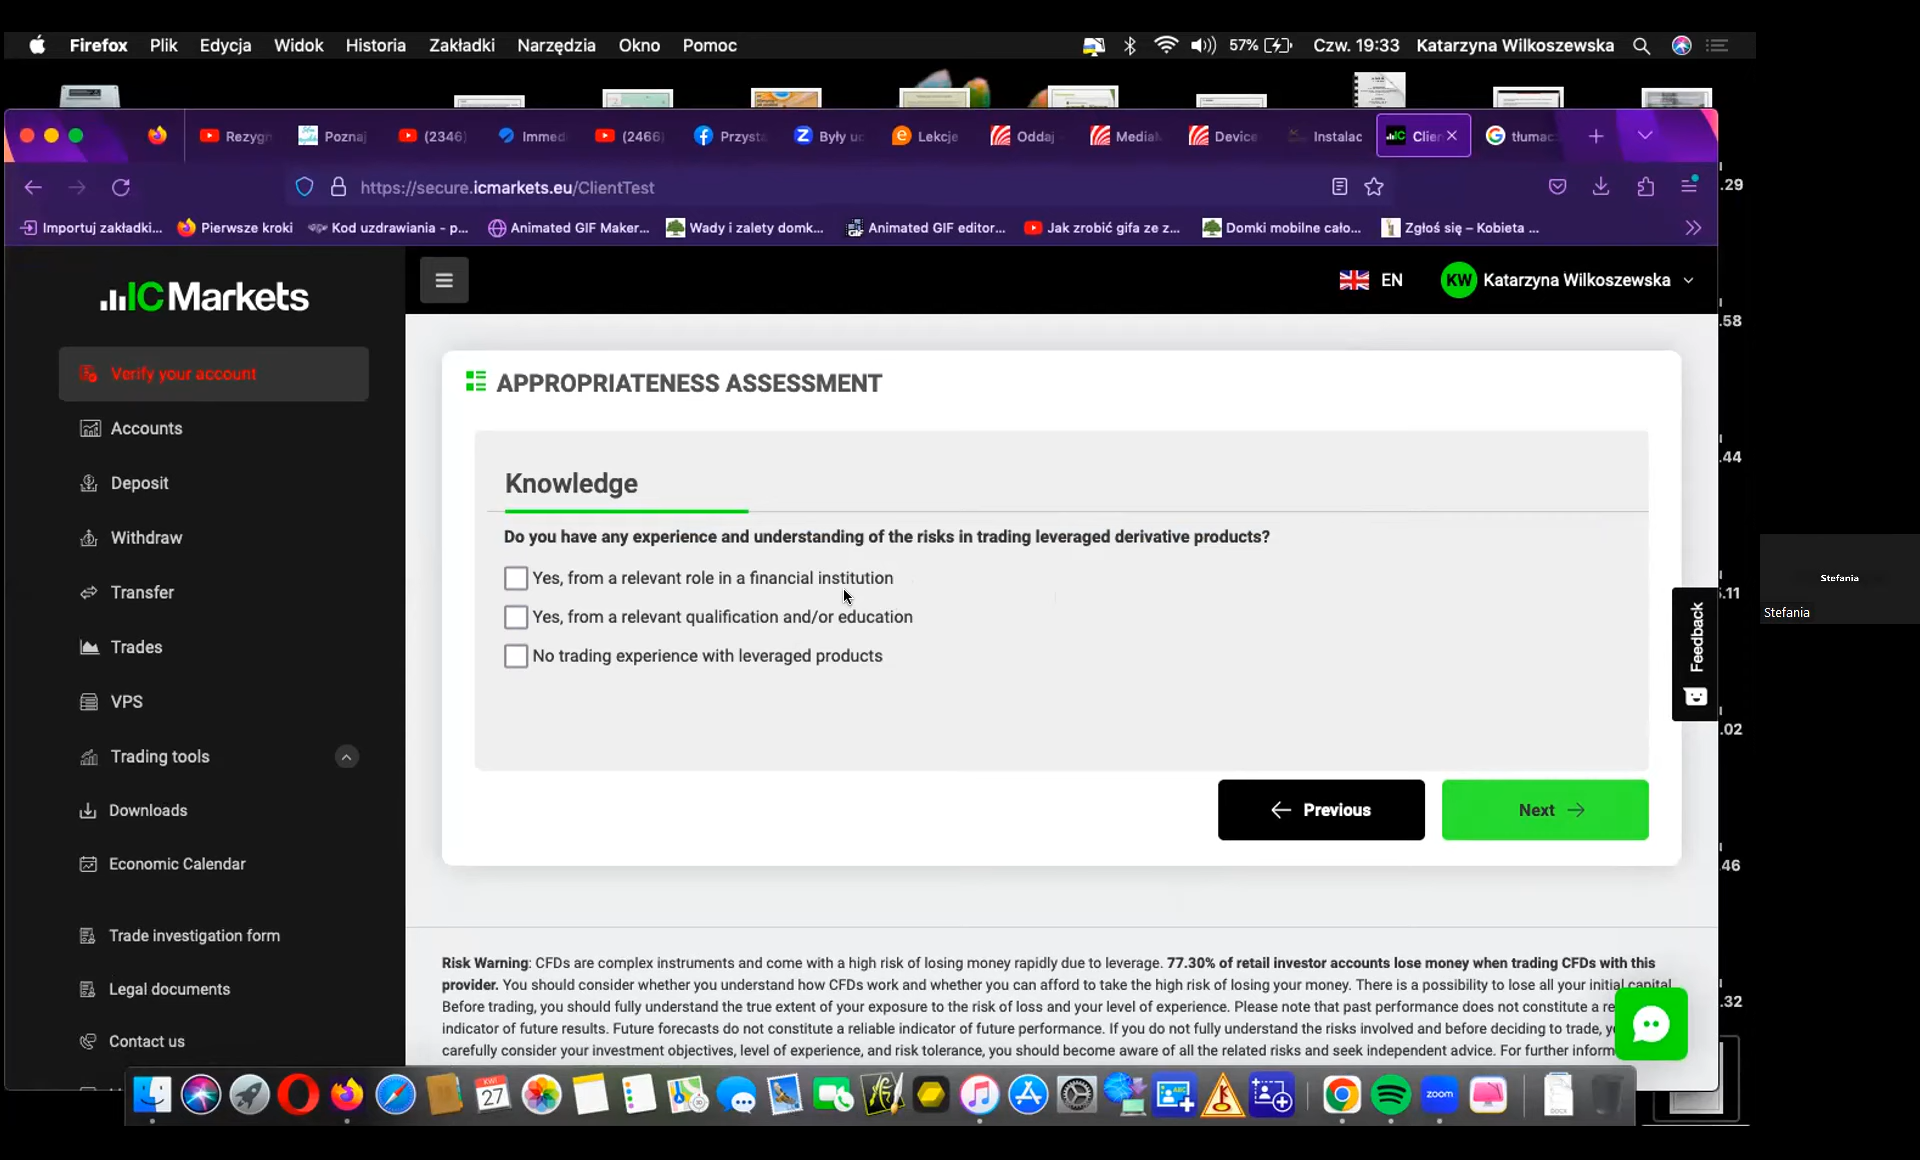 Firefox Plik Edycja Widok Historia Zakładki Narzędzia Okno Pomoc 57% Czw. 19:33 Katarzyna Wilkoszewska
Rezygn Poznaj (2346) Immed (2466) Przyst Były uc Lekcje Oddaj Media Device Instalac Clien tłumac
https://secure.icmarkets.eu/ClientTest
Importuj zakładki... Pierwsze kroki Kod uzdrawiania - p... Animated GIF Maker... Wady i zalety domk... Animated GIF editor... Jak zrobić gifa ze z... Domki mobilne cało... Zgłoś się – Kobieta ...
IC Markets
EN KW Katarzyna Wilkoszewska
Verify your account
Accounts
Deposit
Withdraw
Transfer
Trades
VPS
Trading tools
Downloads
Economic Calendar
Trade investigation form
Legal documents
Contact us
APPROPRIATENESS ASSESSMENT
Knowledge
Do you have any experience and understanding of the risks in trading leveraged derivative products?
Yes, from a relevant role in a financial institution
Yes, from a relevant qualification and/or education
No trading experience with leveraged products
Previous Next
Feedback
Risk Warning: CFDs are complex instruments and come with a high risk of losing money rapidly due to leverage. 77.30% of retail investor accounts lose money when trading CFDs with this
provider. You should consider whether you understand how CFDs work and whether you can afford to take the high risk of losing your money. There is a possibility to lose all your initial capital.
Before trading, you should fully understand the true extent of your exposure to the risk of loss and your level of experience. Please note that past performance does not constitute a re
indicator of future results. Future forecasts do not constitute a reliable indicator of future performance. If you do not fully understand the risks involved and before deciding to trade, y
carefully consider your investment objectives, level of experience, and risk tolerance, you should become aware of all the related risks and seek independent advice. For further inform
.29
.58
.44
.11
.02
.46
.32
Stefania
Stefania
27
zoom